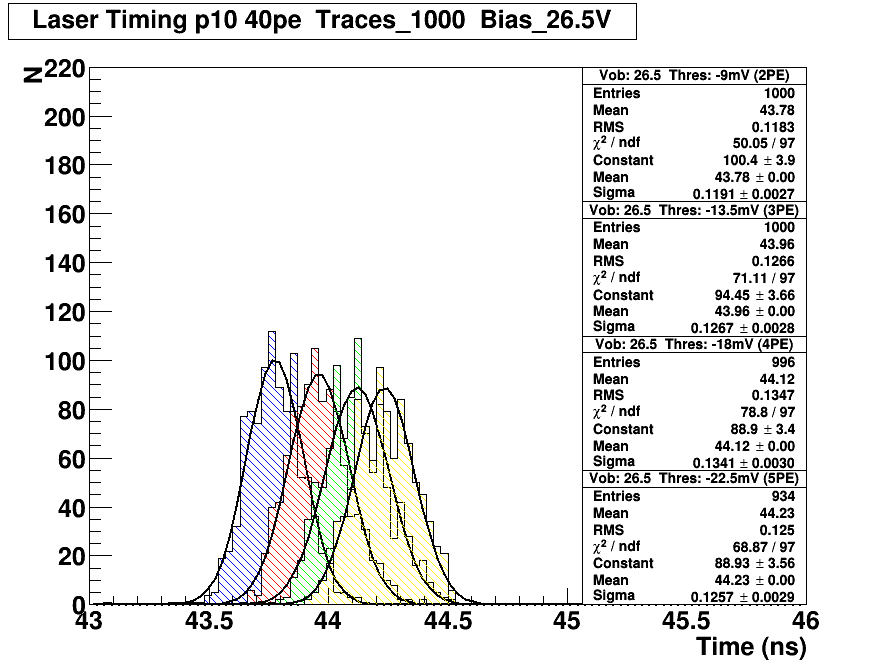 Laser Timing p10 40pe Traces_1000 Bias_26.5V
N
220
200
180
160
140
120
100
80
60
40
20
0
43
43.5
44
44.5
45
45.5
46
Time (ns)
Vob: 26.5 Thres: -9mV (2PE)
Entries 1000
Mean 43.78
RMS 0.1183
χ² / ndf 50.05 / 97
Constant 100.4 ± 3.9
Mean 43.78 ± 0.00
Sigma 0.1191 ± 0.0027
Vob: 26.5 Thres: -13.5mV (3PE)
Entries 1000
Mean 43.96
RMS 0.1266
χ² / ndf 71.11 / 97
Constant 94.45 ± 3.66
Mean 43.96 ± 0.00
Sigma 0.1267 ± 0.0028
Vob: 26.5 Thres: -18mV (4PE)
Entries 996
Mean 44.12
RMS 0.1347
χ² / ndf 78.8 / 97
Constant 88.9 ± 3.4
Mean 44.12 ± 0.00
Sigma 0.1341 ± 0.0030
Vob: 26.5 Thres: -22.5mV (5PE)
Entries 934
Mean 44.23
RMS 0.125
χ² / ndf 68.87 / 97
Constant 88.93 ± 3.56
Mean 44.23 ± 0.00
Sigma 0.1257 ± 0.0029